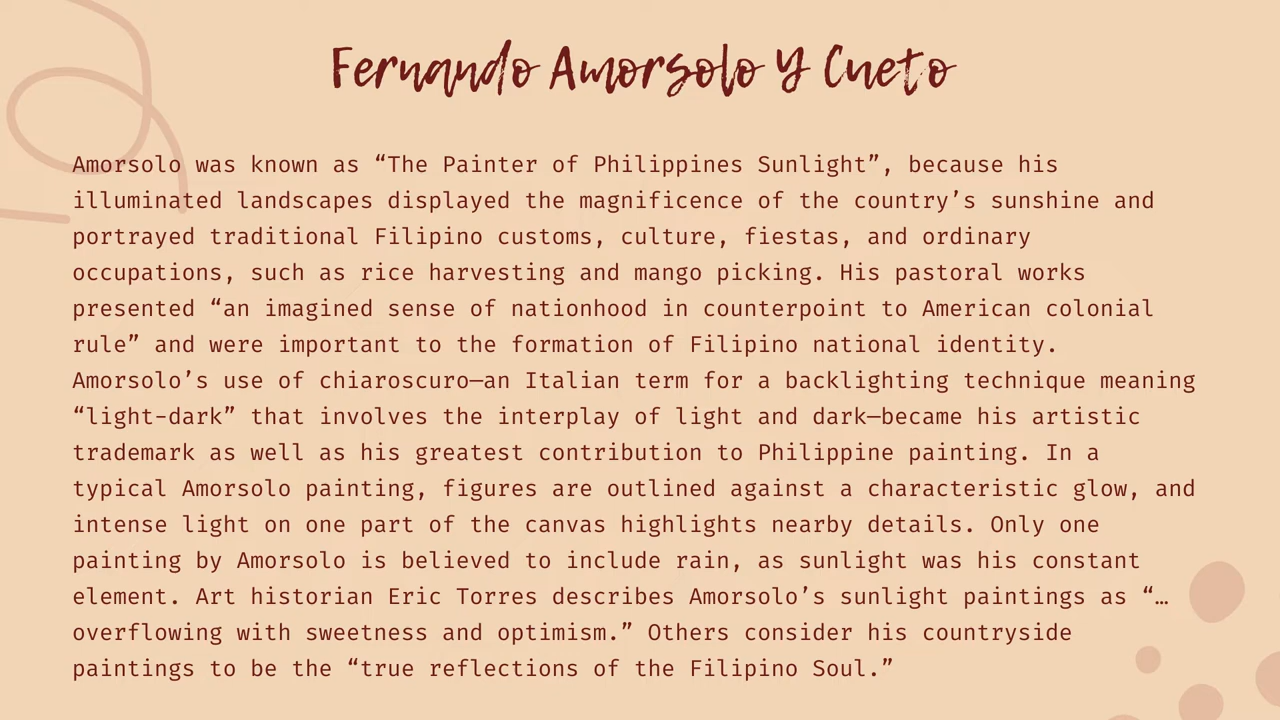 Fernando Amorsolo Y Cueto
Amorsolo was known as “The Painter of Philippines Sunlight”, because his
illuminated landscapes displayed the magnificence of the country’s sunshine and
portrayed traditional Filipino customs, culture, fiestas, and ordinary
occupations, such as rice harvesting and mango picking. His pastoral works
presented “an imagined sense of nationhood in counterpoint to American colonial
rule” and were important to the formation of Filipino national identity.
Amorsolo’s use of chiaroscuro—an Italian term for a backlighting technique meaning
“light-dark” that involves the interplay of light and dark—became his artistic
trademark as well as his greatest contribution to Philippine painting. In a
typical Amorsolo painting, figures are outlined against a characteristic glow, and
intense light on one part of the canvas highlights nearby details. Only one
painting by Amorsolo is believed to include rain, as sunlight was his constant
element. Art historian Eric Torres describes Amorsolo’s sunlight paintings as “…
overflowing with sweetness and optimism.” Others consider his countryside
paintings to be the “true reflections of the Filipino Soul.”